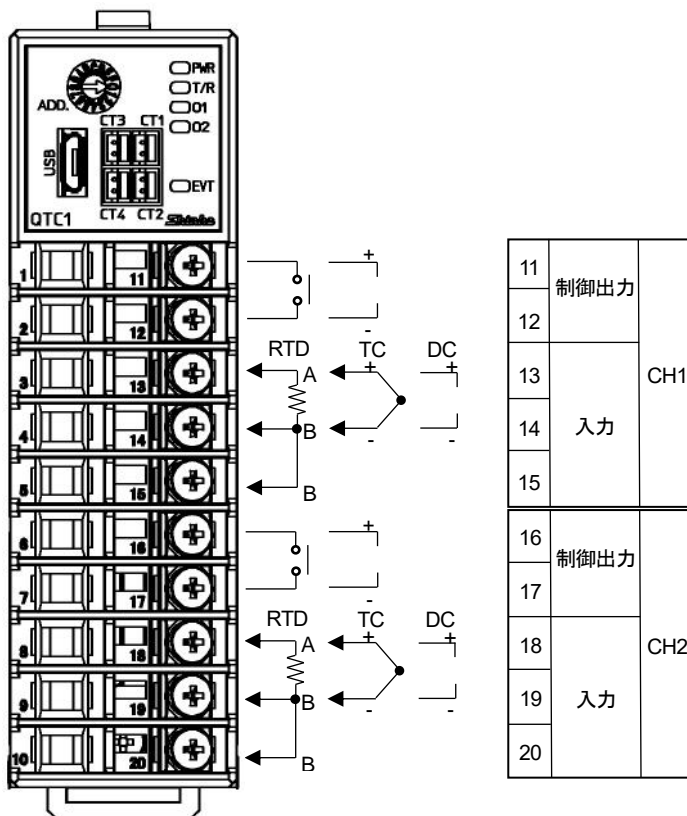 PWR
T/R
O1
O2
ADD.
CT3 CT1
USB
EVT
CT4 CT2
QTC1 Shinko
1 11
2 12
3 13
4 14
5 15
6 16
7 17
8 18
9 19
10 20
+
-
RTD TC DC
A + +
B - -
B
+
-
RTD TC DC
A + +
B - -
B
11 制御出力 CH1
12
13 入力
14
15
16 制御出力 CH2
17
18 入力
19
20